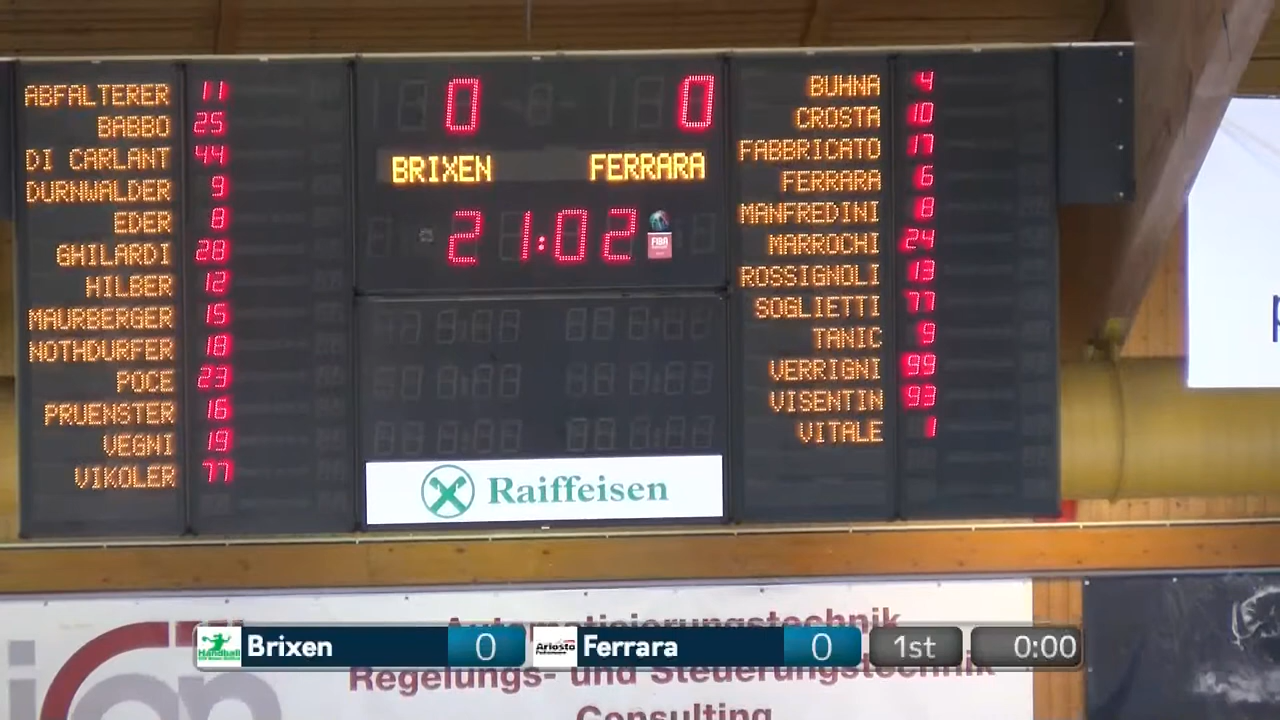 ABFALTERER 11
BABBO 25
DI CARLANT 44
DURNWALDER 9
EDER 8
GHILARDI 28
HILBER 12
MAURBERGER 15
NOTHDURFER 18
POCE 23
PRUENSTER 16
VEGNI 19
VIKOLER 77
0 0
BRIXEN FERRARA
21:02
FIBA
Raiffeisen
BUHNA 4
CROSTA 10
FABBRICATO 17
FERRARA 6
MANFREDINI 8
MARROCHI 24
ROSSIGNOLI 13
SOGLIETTI 77
TANIC 9
VERRIGNI 99
VISENTIN 93
VITALE 1
Automatisierungstechnik
Regelungs- und Steuerungstechnik
Consulting
Handball Brixen 0 Ariosto Ferrara 0 1st 0:00